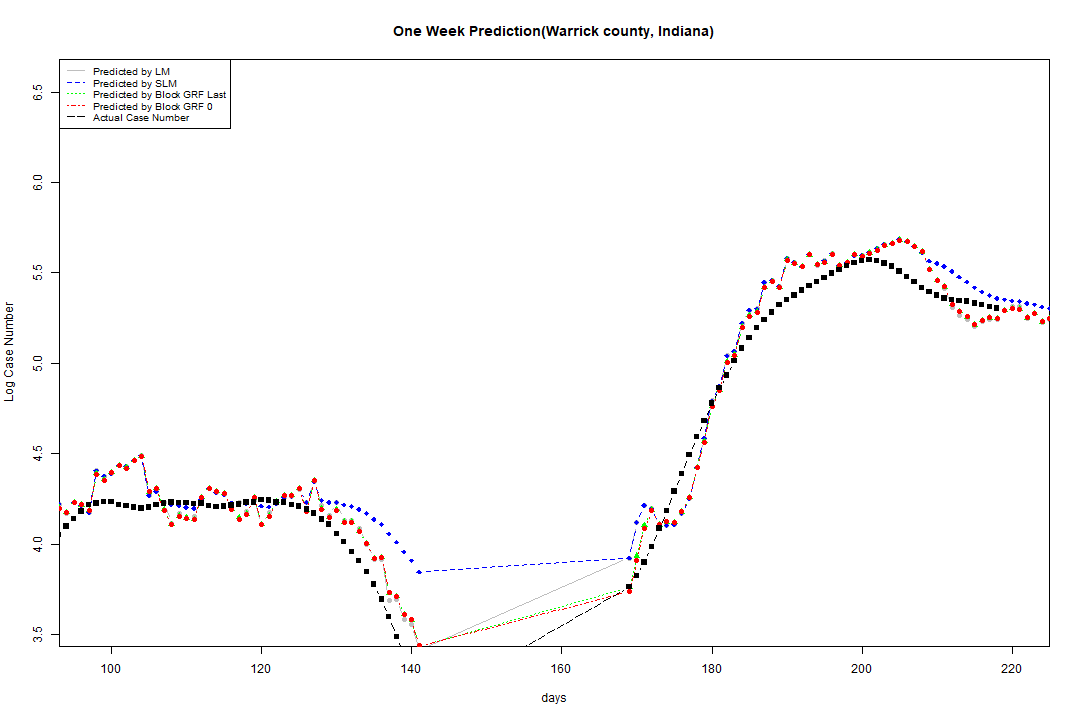 One Week Prediction(Warrick county, Indiana)
Predicted by LM
Predicted by SLM
Predicted by Block GRF Last
Predicted by Block GRF 0
Actual Case Number
6.5
6.0
5.5
5.0
4.5
4.0
3.5
Log Case Number
100 120 140 160 180 200 220
days